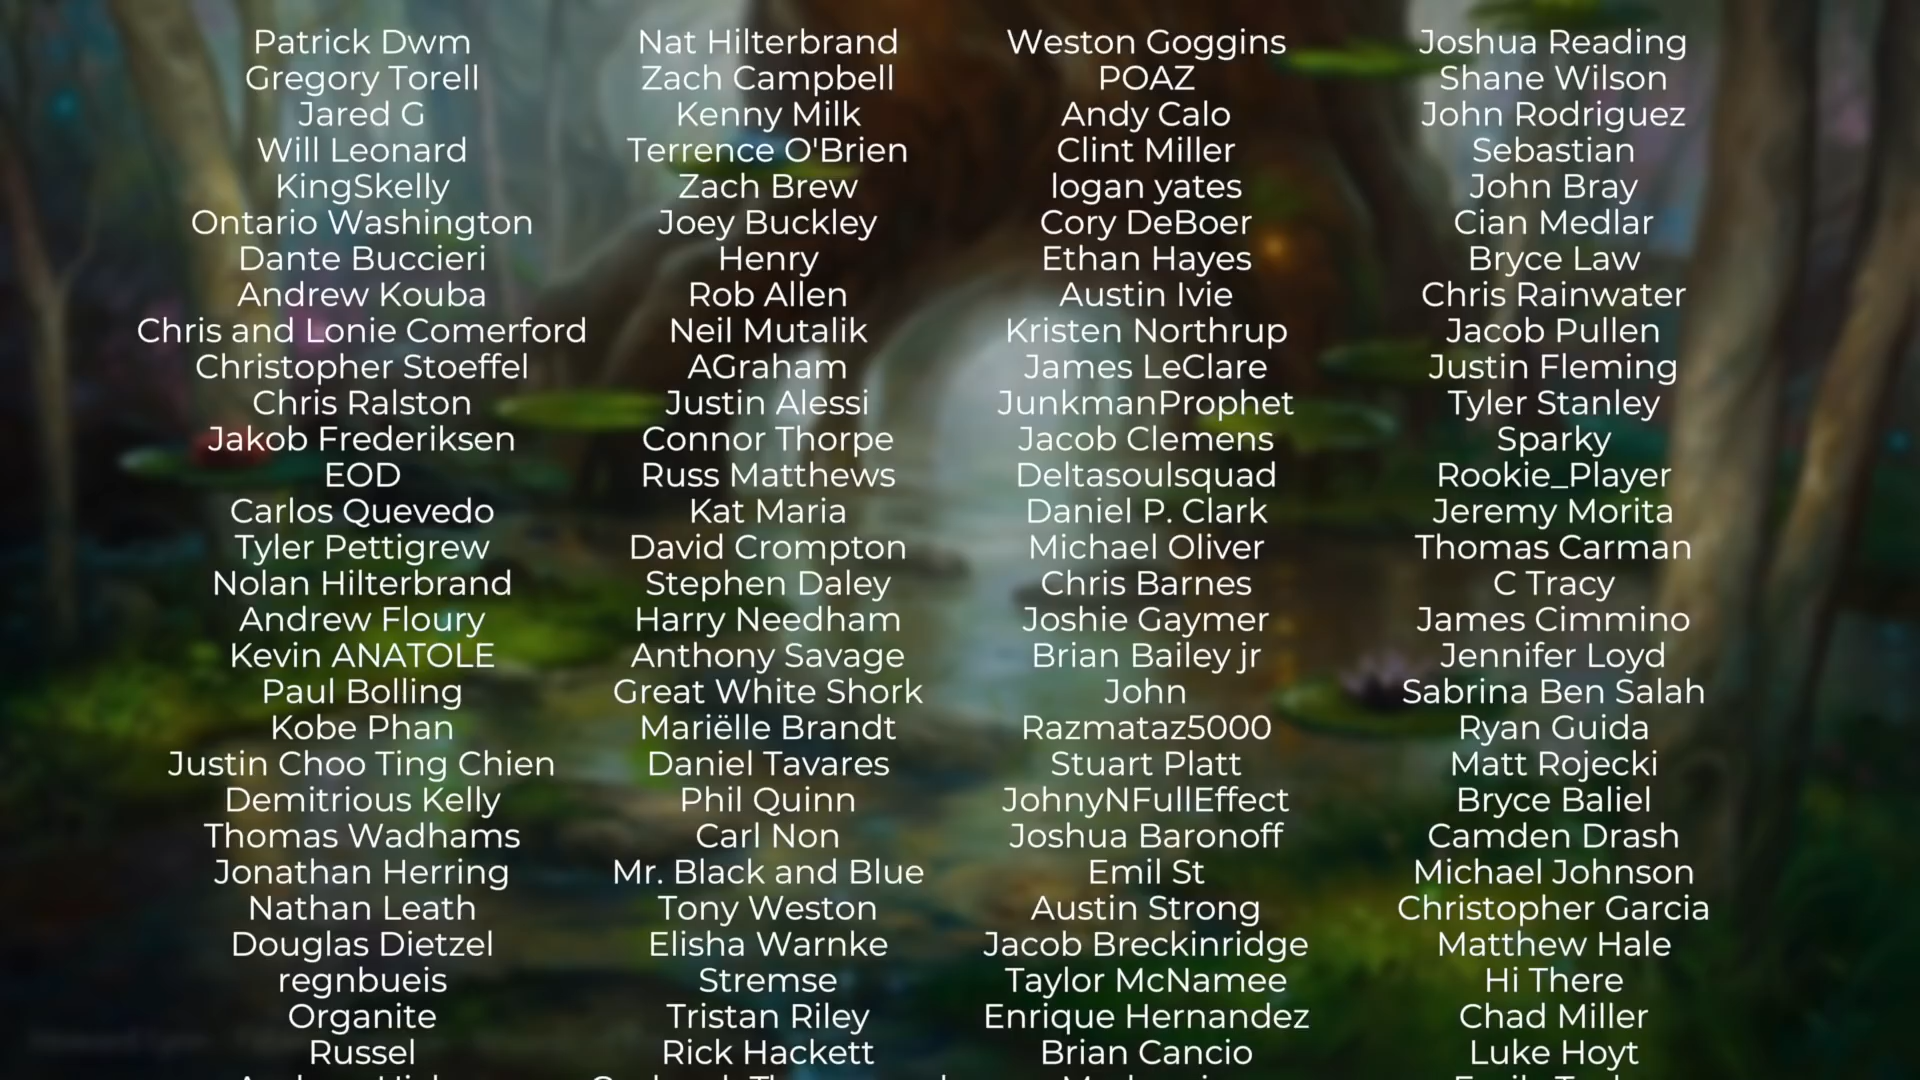 Patrick Dwm
Gregory Torell
Jared G
Will Leonard
KingSkelly
Ontario Washington
Dante Buccieri
Andrew Kouba
Chris and Lonie Comerford
Christopher Stoeffel
Chris Ralston
Jakob Frederiksen
EOD
Carlos Quevedo
Tyler Pettigrew
Nolan Hilterbrand
Andrew Floury
Kevin ANATOLE
Paul Bolling
Kobe Phan
Justin Choo Ting Chien
Demitrious Kelly
Thomas Wadhams
Jonathan Herring
Nathan Leath
Douglas Dietzel
regnbueis
Organite
Russel
Nat Hilterbrand
Zach Campbell
Kenny Milk
Terrence O'Brien
Zach Brew
Joey Buckley
Henry
Rob Allen
Neil Mutalik
AGraham
Justin Alessi
Connor Thorpe
Russ Matthews
Kat Maria
David Crompton
Stephen Daley
Harry Needham
Anthony Savage
Great White Shork
Mariëlle Brandt
Daniel Tavares
Phil Quinn
Carl Non
Mr. Black and Blue
Tony Weston
Elisha Warnke
Stremse
Tristan Riley
Rick Hackett
Weston Goggins
POAZ
Andy Calo
Clint Miller
logan yates
Cory DeBoer
Ethan Hayes
Austin Ivie
Kristen Northrup
James LeClare
JunkmanProphet
Jacob Clemens
Deltasoulsquad
Daniel P. Clark
Michael Oliver
Chris Barnes
Joshie Gaymer
Brian Bailey jr
John
Razmataz5000
Stuart Platt
JohnyNFullEffect
Joshua Baronoff
Emil St
Austin Strong
Jacob Breckinridge
Taylor McNamee
Enrique Hernandez
Brian Cancio
Joshua Reading
Shane Wilson
John Rodriguez
Sebastian
John Bray
Cian Medlar
Bryce Law
Chris Rainwater
Jacob Pullen
Justin Fleming
Tyler Stanley
Sparky
Rookie_Player
Jeremy Morita
Thomas Carman
C Tracy
James Cimmino
Jennifer Loyd
Sabrina Ben Salah
Ryan Guida
Matt Rojecki
Bryce Baliel
Camden Drash
Michael Johnson
Christopher Garcia
Matthew Hale
Hi There
Chad Miller
Luke Hoyt